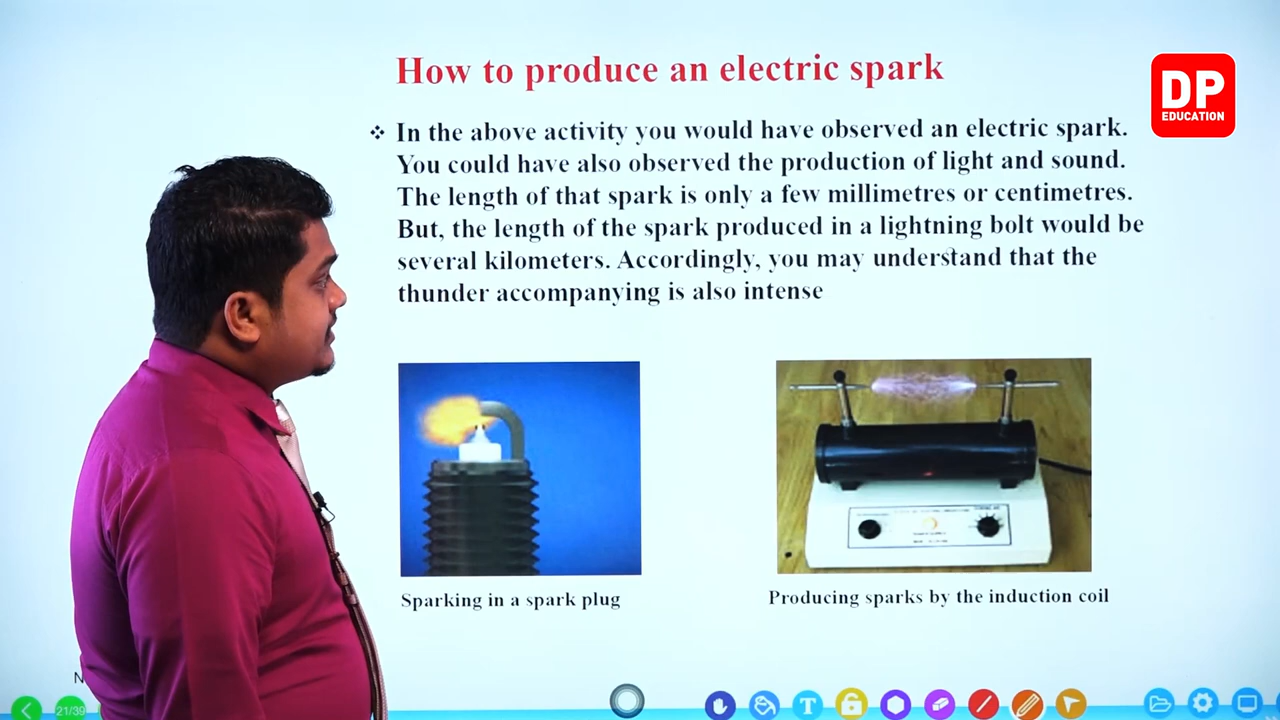 How to produce an electric spark
DP
EDUCATION
❖ In the above activity you would have observed an electric spark.
You could have also observed the production of light and sound.
The length of that spark is only a few millimetres or centimetres.
But, the length of the spark produced in a lightning bolt would be
several kilometers. Accordingly, you may understand that the
thunder accompanying is also intense
Sparking in a spark plug
Producing sparks by the induction coil
N
21/39
T